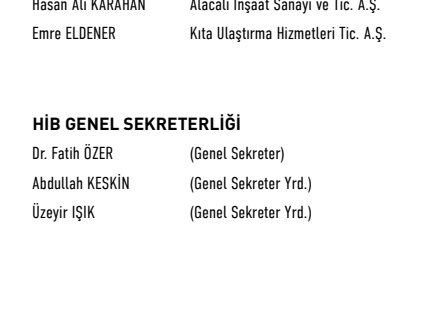 Hasan Ali KARAHAN Alacalı İnşaat Sanayi ve Tic. A.Ş.
Emre ELDENER Kıta Ulaştırma Hizmetleri Tic. A.Ş.
HİB GENEL SEKRETERLİĞİ
Dr. Fatih ÖZER (Genel Sekreter)
Abdullah KESKİN (Genel Sekreter Yrd.)
Üzeyir IŞIK (Genel Sekreter Yrd.)